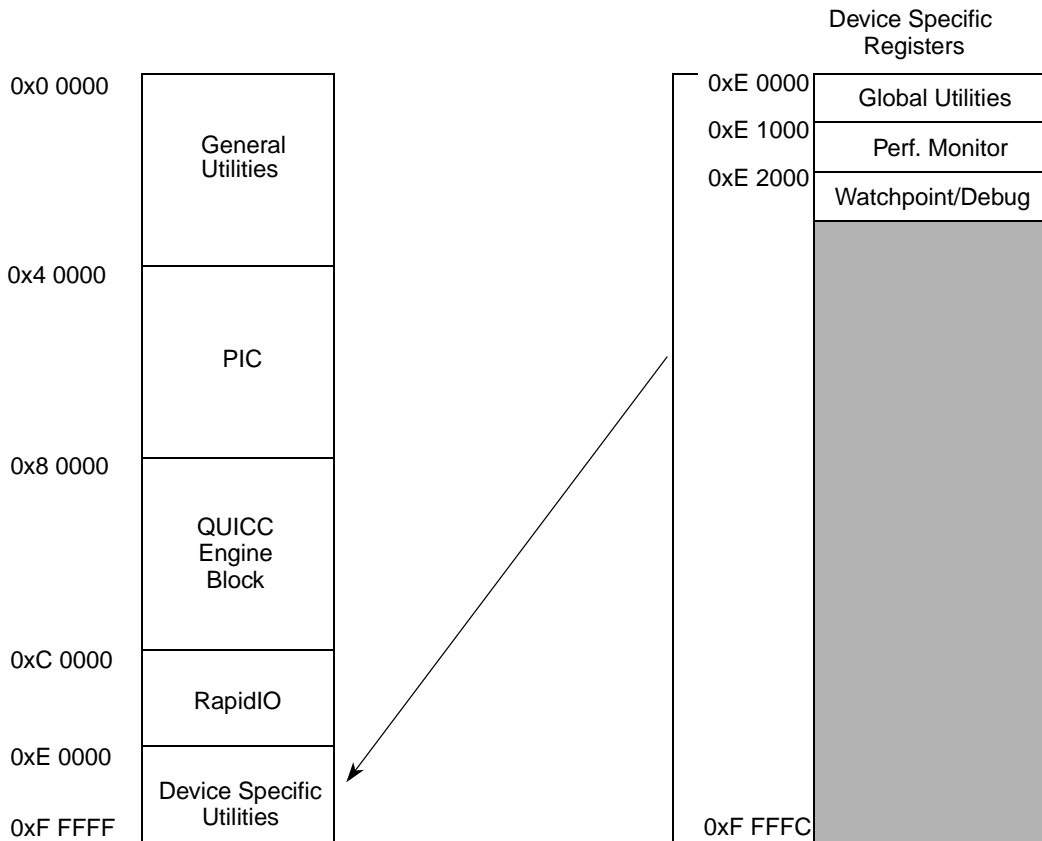 Device Specific
Registers
0x0 0000
General
Utilities
0x4 0000
PIC
0x8 0000
QUICC
Engine
Block
0xC 0000
RapidIO
0xE 0000
Device Specific
Utilities
0xF FFFF
0xE 0000
Global Utilities
0xE 1000
Perf. Monitor
0xE 2000
Watchpoint/Debug
0xF FFFC